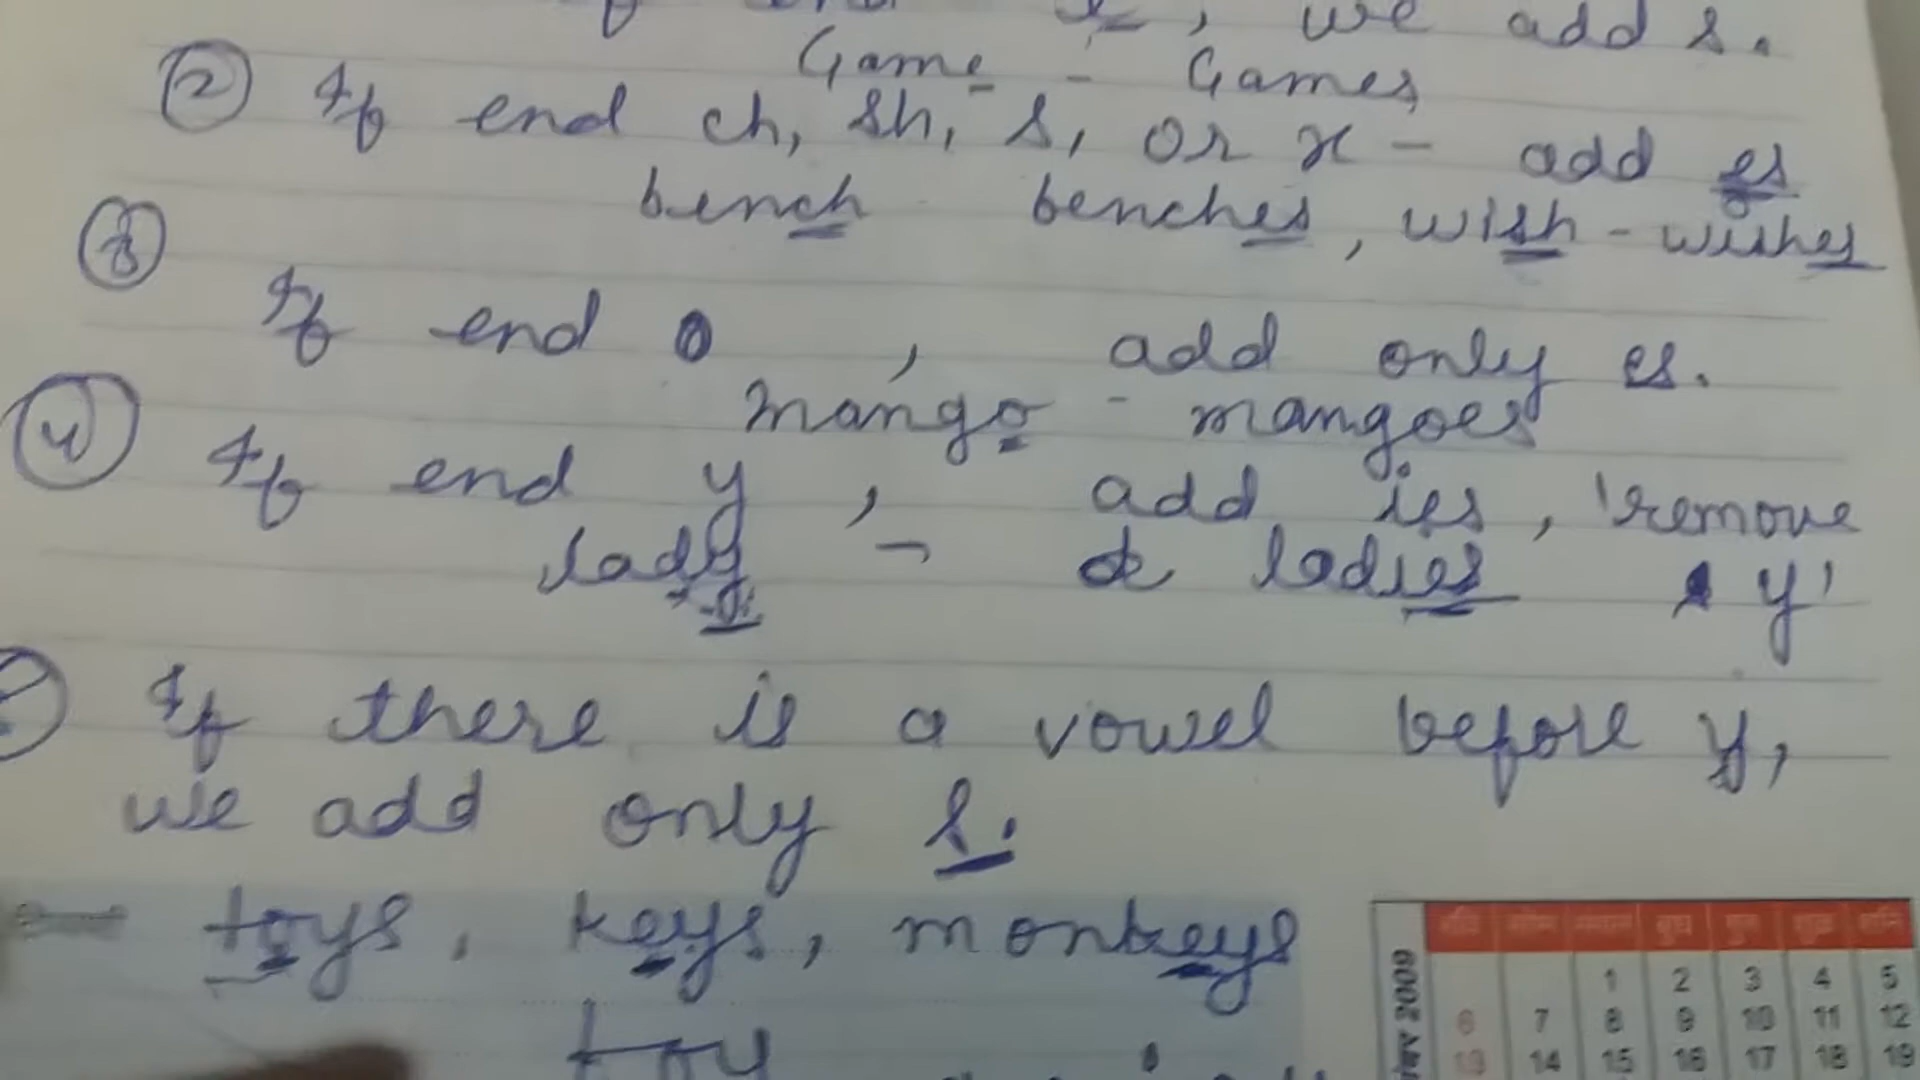 we add s.
Game - Games
② If end ch, sh, s, or x - add es
bench benches, wish - wishes
③
If end o , add only es.
mango - mangoes
④ If end y , add ies, 'remove
lady - ladies y'
If there is a vowel before y,
we add only s.
toys, keys, monkeys
toy
2009
1 2 3 4 5
6 7 8 9 10 11 12
13 14 15 16 17 18 19